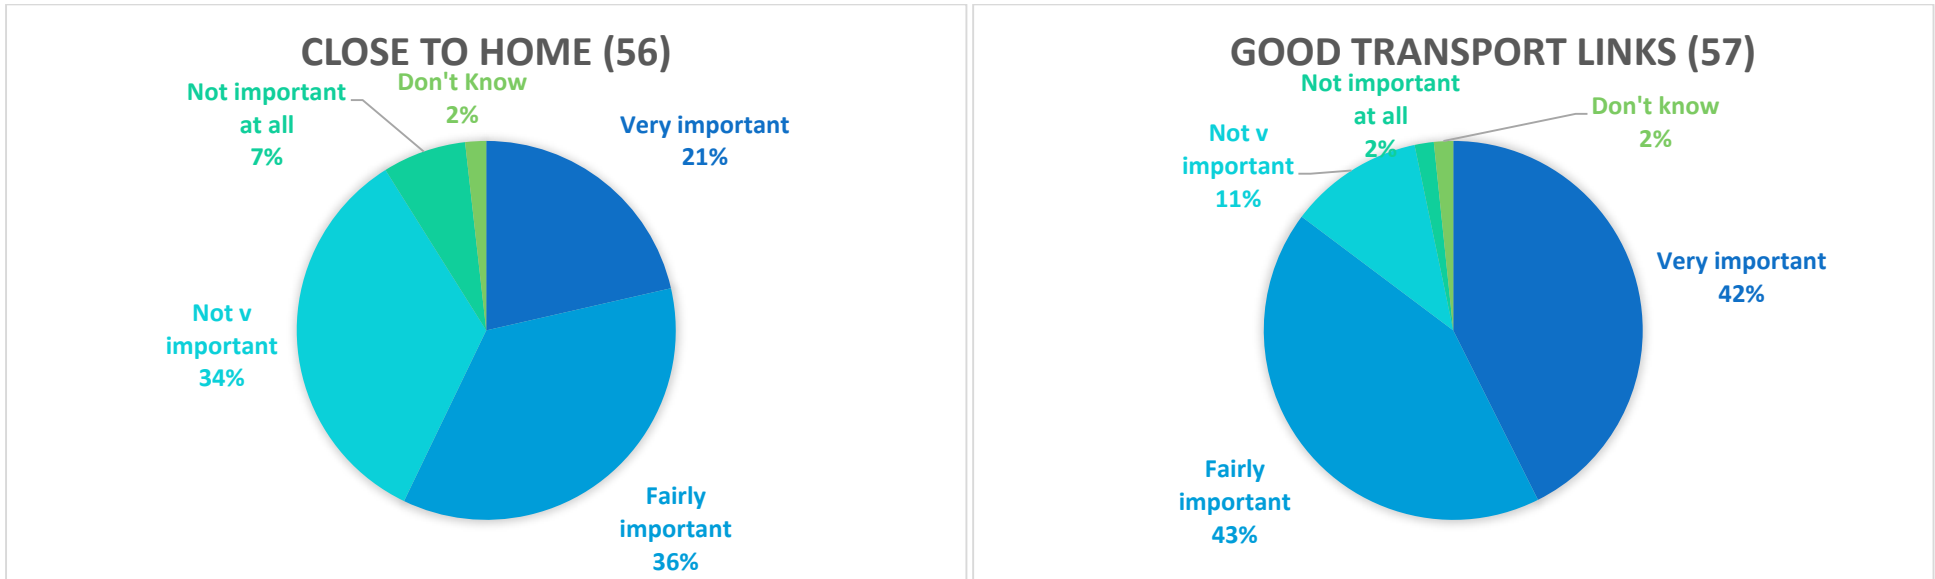 CLOSE TO HOME (56)
Don't Know
2%
Not important
at all
7%
Very important
21%
Not v
important
34%
Fairly
important
36%
GOOD TRANSPORT LINKS (57)
Not important
at all
2%
Don't know
2%
Not v
important
11%
Very important
42%
Fairly
important
43%